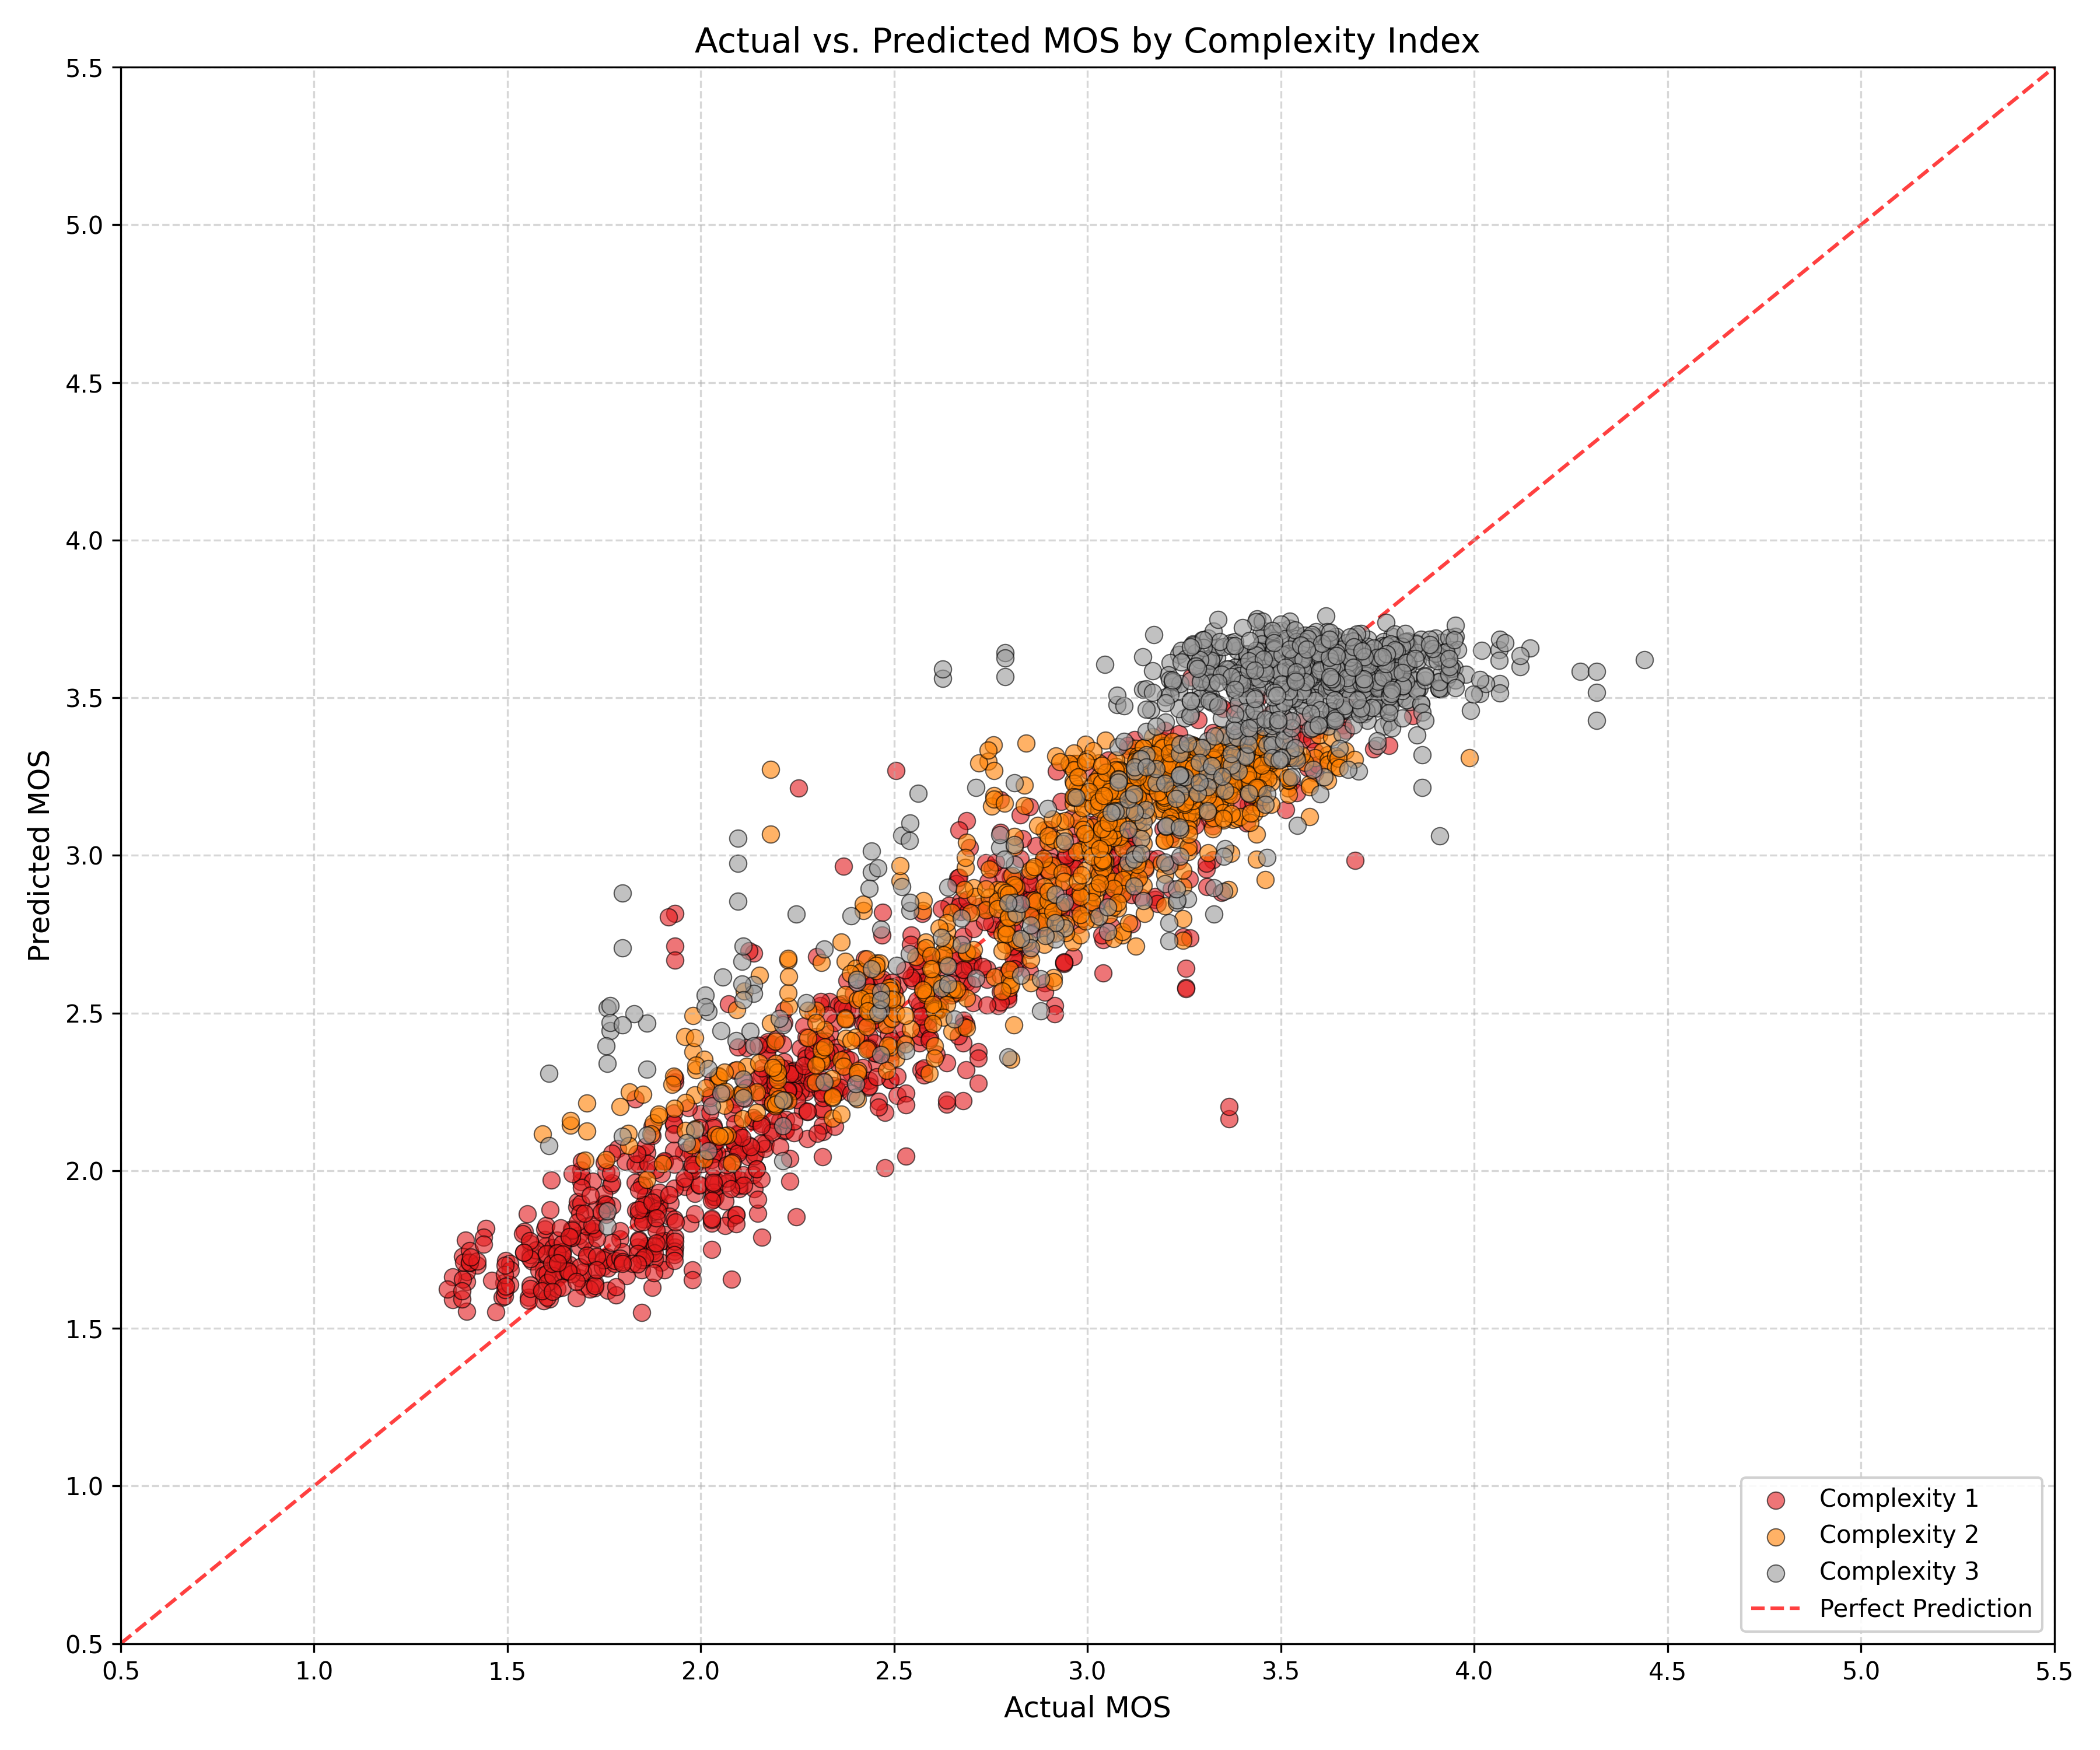 Actual vs. Predicted MOS by Complexity Index
5.5
5.0
4.5
4.0
3.5
3.0
2.5
2.0
1.5
1.0
0.5
Predicted MOS
0.5 1.0 1.5 2.0 2.5 3.0 3.5 4.0 4.5 5.0 5.5
Actual MOS
Complexity 1
Complexity 2
Complexity 3
Perfect Prediction